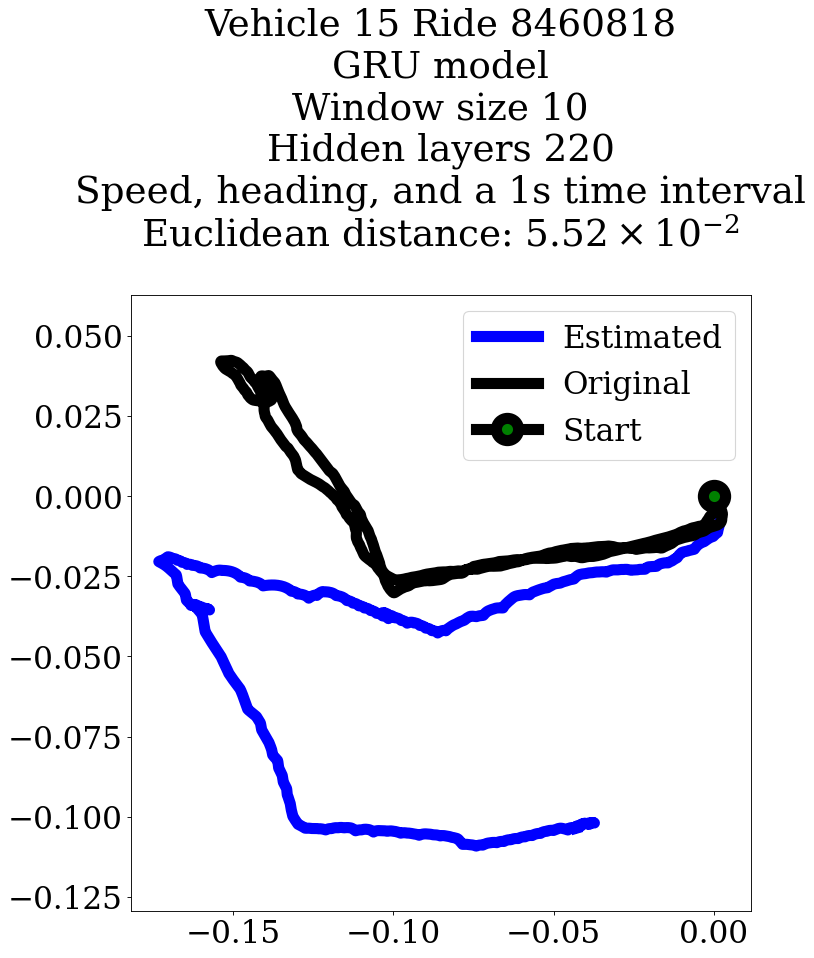 Vehicle 15 Ride 8460818
GRU model
Window size 10
Hidden layers 220
Speed, heading, and a 1s time interval
Euclidean distance: 5.52 × 10⁻²
Estimated
Original
Start
0.050
0.025
0.000
−0.025
−0.050
−0.075
−0.100
−0.125
−0.15 −0.10 −0.05 0.00